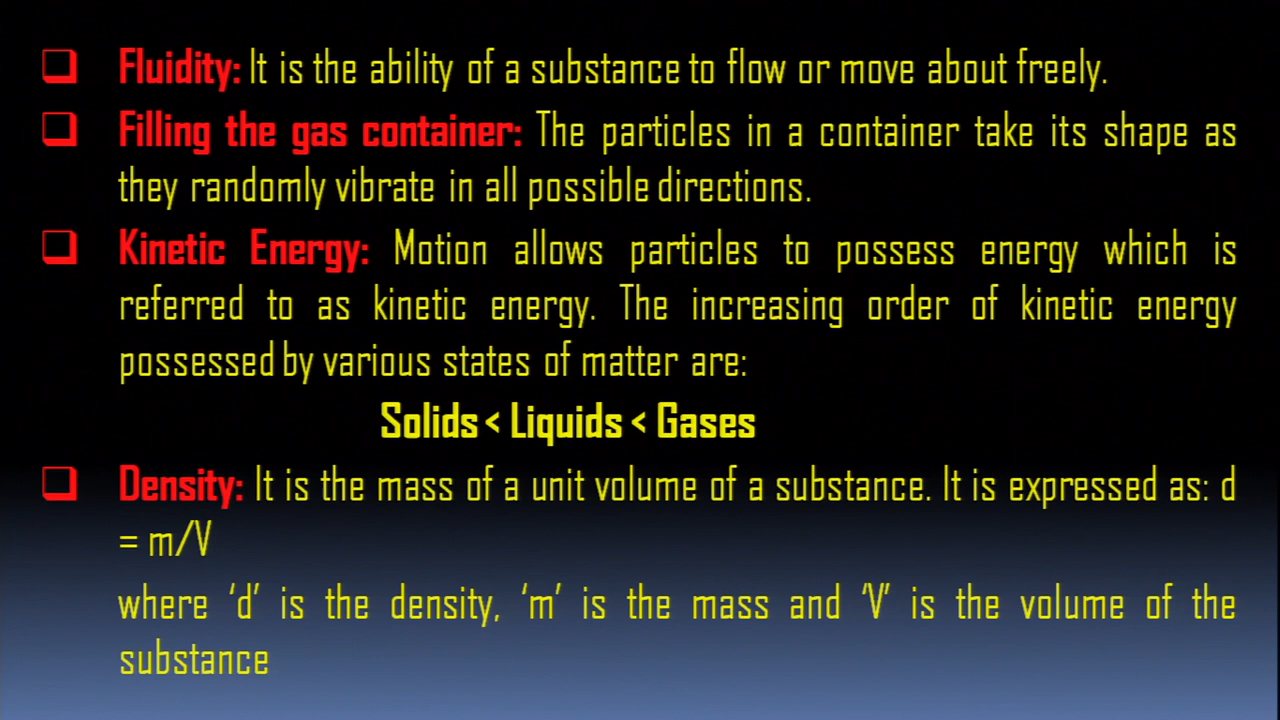 Fluidity: It is the ability of a substance to flow or move about freely.
Filling the gas container: The particles in a container take its shape as
they randomly vibrate in all possible directions.
Kinetic Energy: Motion allows particles to possess energy which is
referred to as kinetic energy. The increasing order of kinetic energy
possessed by various states of matter are:
Solids < Liquids < Gases
Density: It is the mass of a unit volume of a substance. It is expressed as: d
= m/V
where ‘d’ is the density, ‘m’ is the mass and ‘V’ is the volume of the
substance